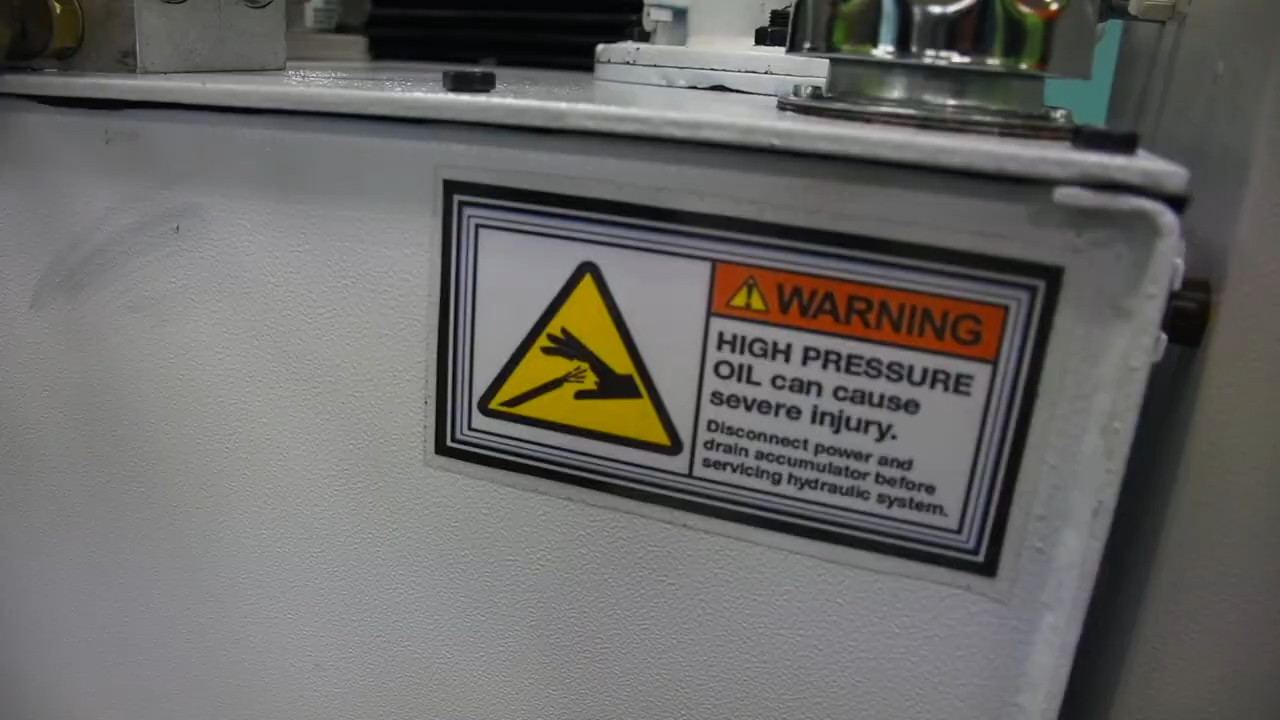 WARNING
HIGH PRESSURE
OIL can cause
severe injury.
Disconnect power and
drain accumulator before
servicing hydraulic system.